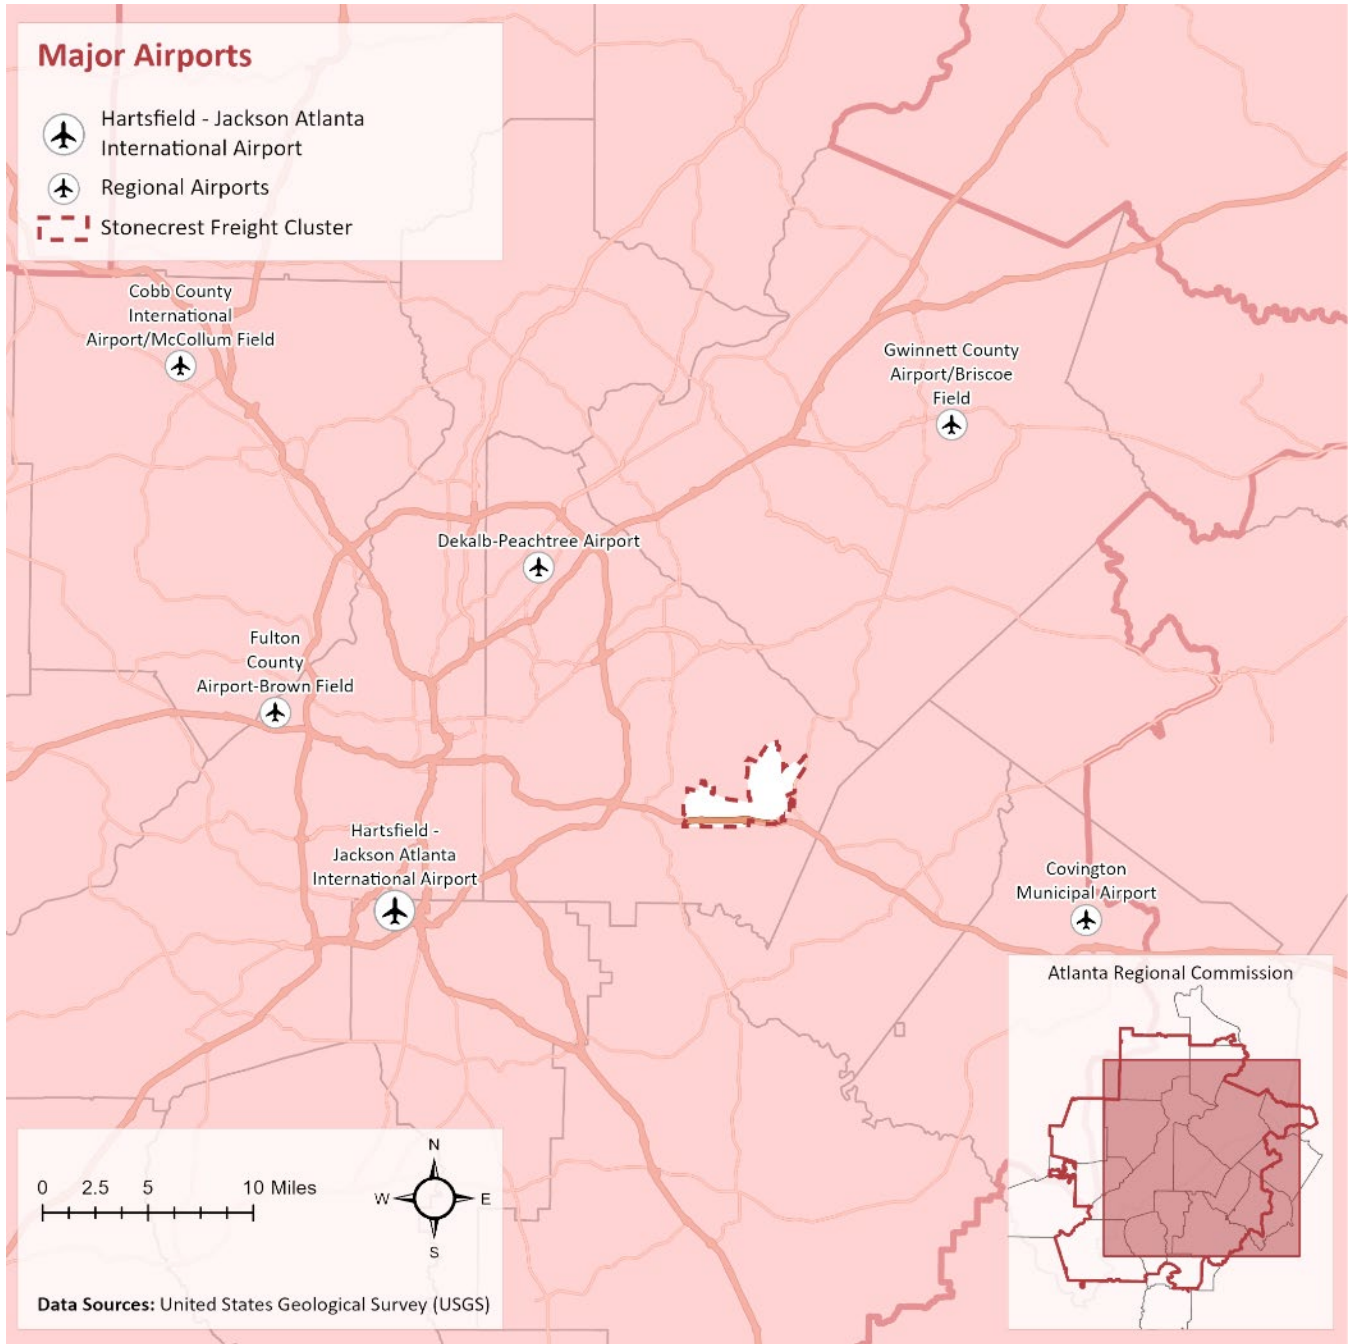 Major Airports
Hartsfield - Jackson Atlanta
International Airport
Regional Airports
Stonecrest Freight Cluster
Cobb County
International
Airport/McCollum Field
Gwinnett County
Airport/Briscoe
Field
Dekalb-Peachtree Airport
Fulton
County
Airport-Brown Field
Hartsfield -
Jackson Atlanta
International Airport
Covington
Municipal Airport
Atlanta Regional Commission
0 2.5 5 10 Miles
N
W E
S
Data Sources: United States Geological Survey (USGS)